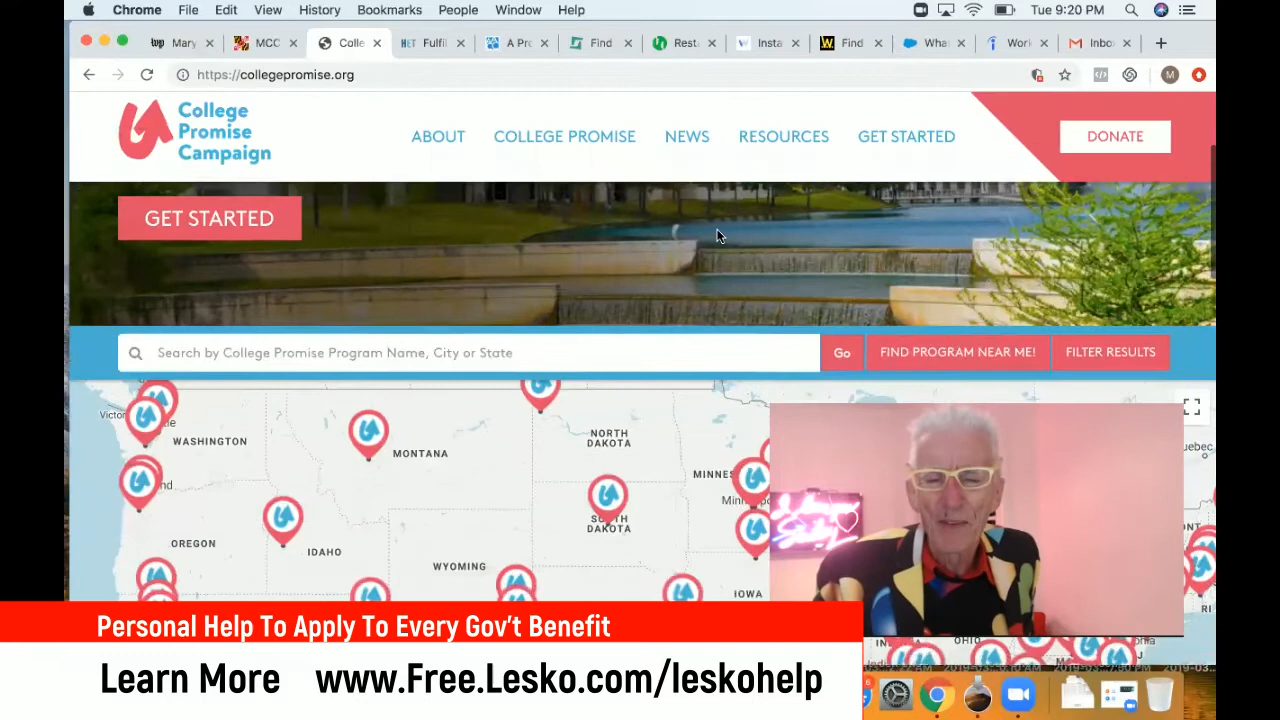 Chrome File Edit View History Bookmarks People Window Help Tue 9:20 PM
Mary MCC Colle Fulfil A Pro Find Resta Insta Find What Work Inbo
https://collegepromise.org M
College
Promise
Campaign
ABOUT COLLEGE PROMISE NEWS RESOURCES GET STARTED DONATE
GET STARTED
Search by College Promise Program Name, City or State Go FIND PROGRAM NEAR ME! FILTER RESULTS
WASHINGTON
MONTANA
NORTH
DAKOTA
OREGON
IDAHO
SOUTH
DAKOTA
WYOMING
IOWA
OHIO
Personal Help To Apply To Every Gov't Benefit
Learn More www.Free.Lesko.com/leskohelp